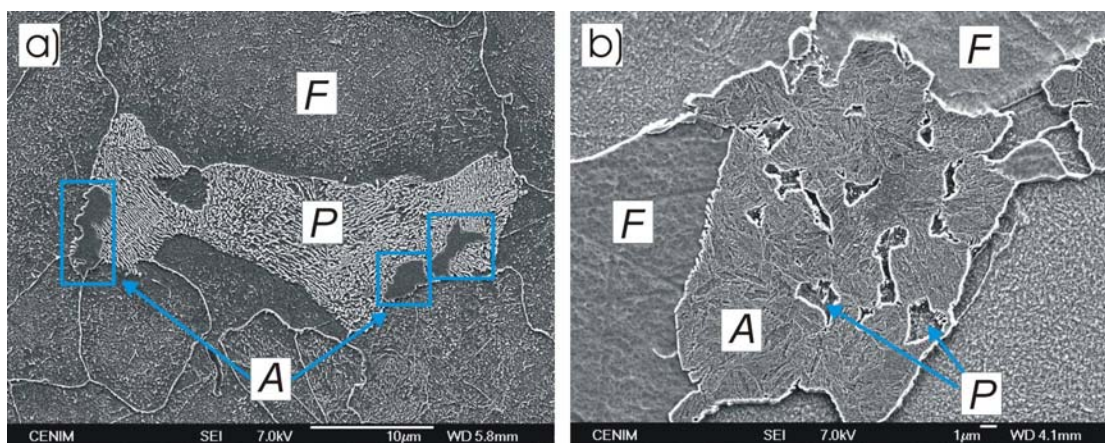 a)
F
P
A
CENIM SEI 7.0kV 10μm WD 5.8mm
b)
F
F
A
P
CENIM SEI 7.0kV 1μm WD 4.1mm